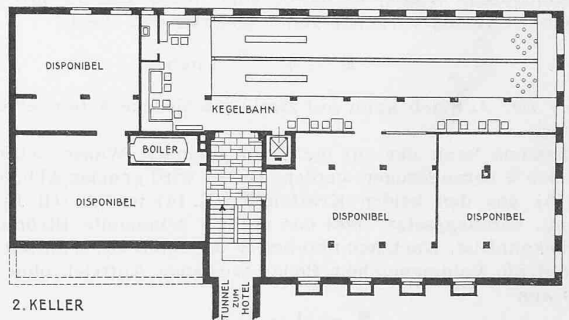 DISPONIBEL
KEGELBAHN
BOILER
DISPONIBEL
DISPONIBEL
DISPONIBEL
TUNNEL
ZUM
HOTEL
2. KELLER